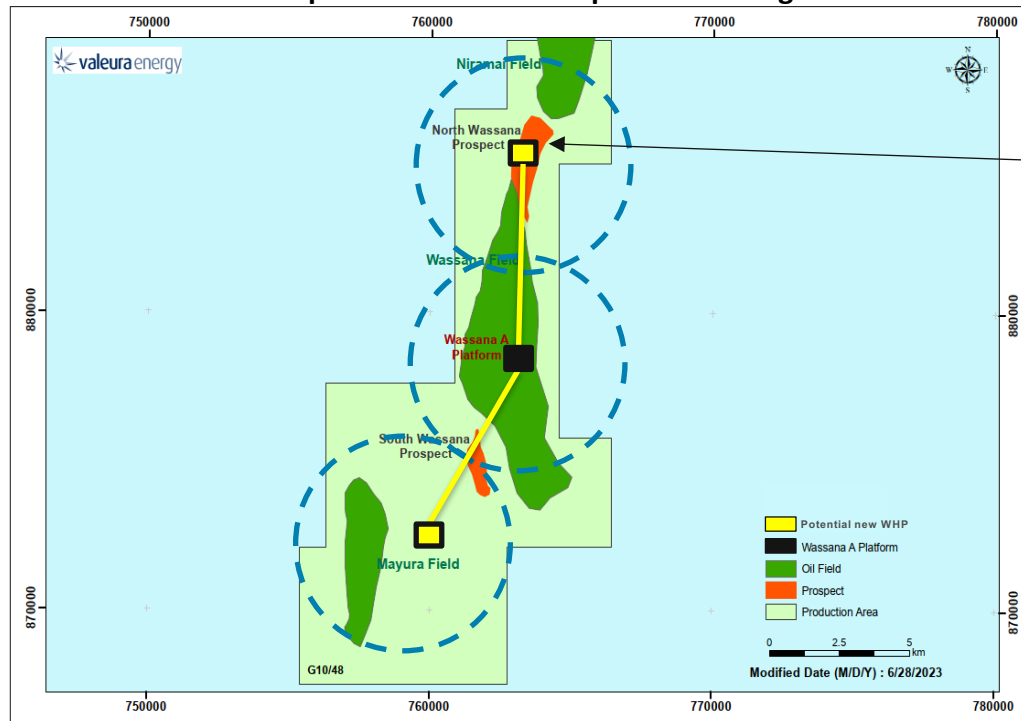 750000
760000
770000
780000
valeura energy
N
W E
S
Niramai Field
North Wassana
Prospect
Wassana Field
880000
880000
Wassana A
Platform
South Wassana
Prospect
Mayura Field
Potential new WHP
Wassana A Platform
Oil Field
Prospect
Production Area
0 2.5 5
km
870000
870000
G10/48
Modified Date (M/D/Y) : 6/28/2023
750000
760000
770000
780000